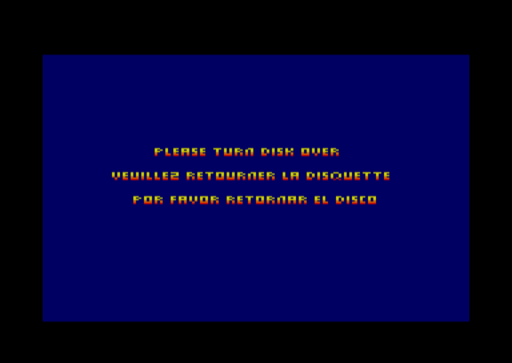 PLEASE TURN DISK OVER
VEUILLEZ RETOURNER LA DISQUETTE
POR FAVOR RETORNAR EL DISCO